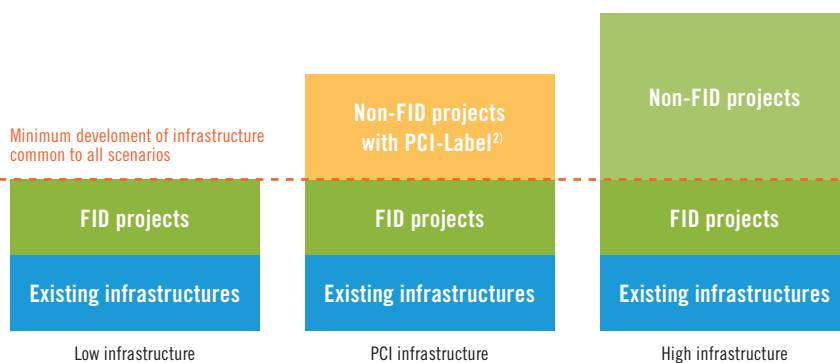 Non-FID projects
with PCI-Label²⁾
Non-FID projects
Minimum develoment of infrastructure
common to all scenarios
FID projects
FID projects
FID projects
Existing infrastructures
Existing infrastructures
Existing infrastructures
Low infrastructure
PCI infrastructure
High infrastructure